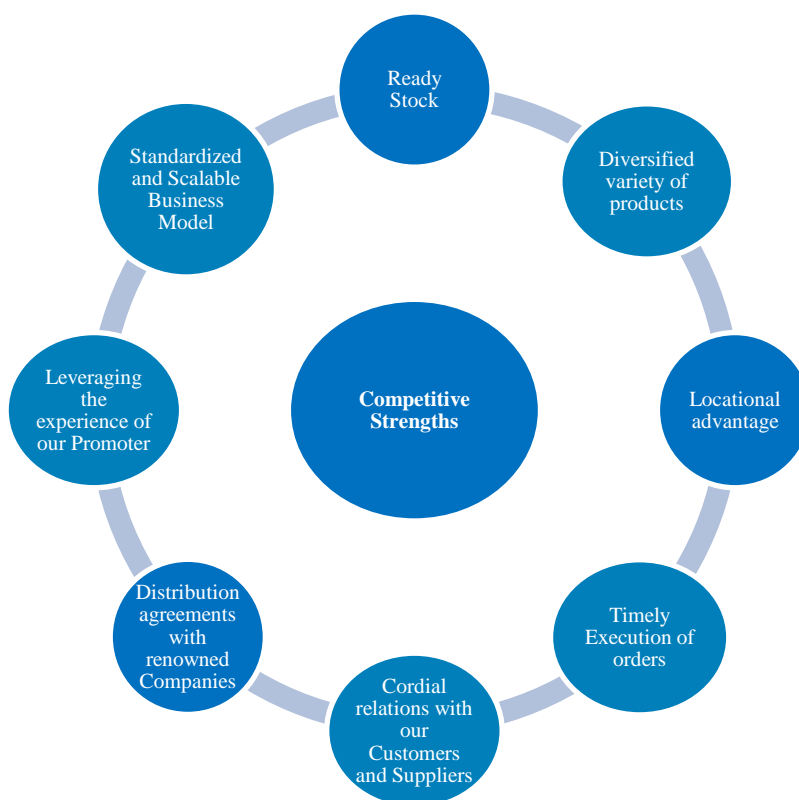 Ready
Stock
Diversified
variety of
products
Locational
advantage
Timely
Execution of
orders
Cordial
relations with
our
Customers
and Suppliers
Distribution
agreements
with
renowned
Companies
Leveraging
the
experience of
our Promoter
Standardized
and Scalable
Business
Model
Competitive
Strengths